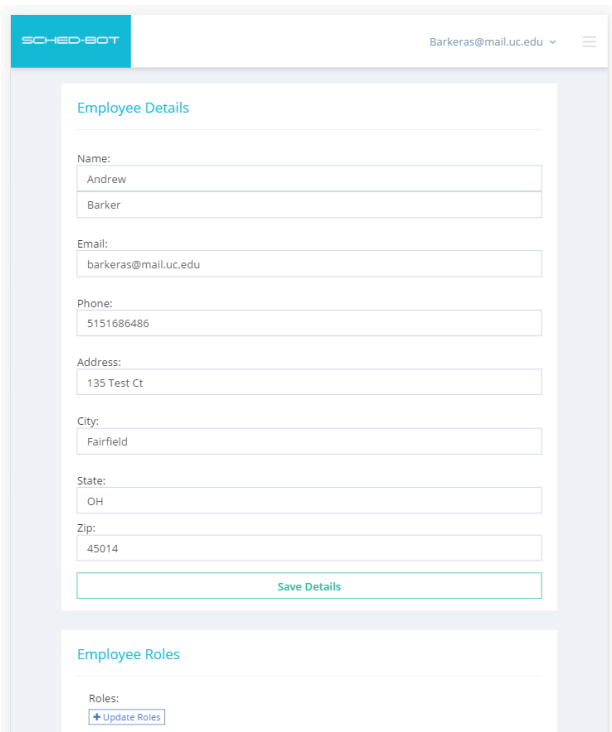 SCHED-BOT
Barkeras@mail.uc.edu
Employee Details
Name:
Andrew
Barker
Email:
barkeras@mail.uc.edu
Phone:
5151686486
Address:
135 Test Ct
City:
Fairfield
State:
OH
Zip:
45014
Save Details
Employee Roles
Roles:
+ Update Roles